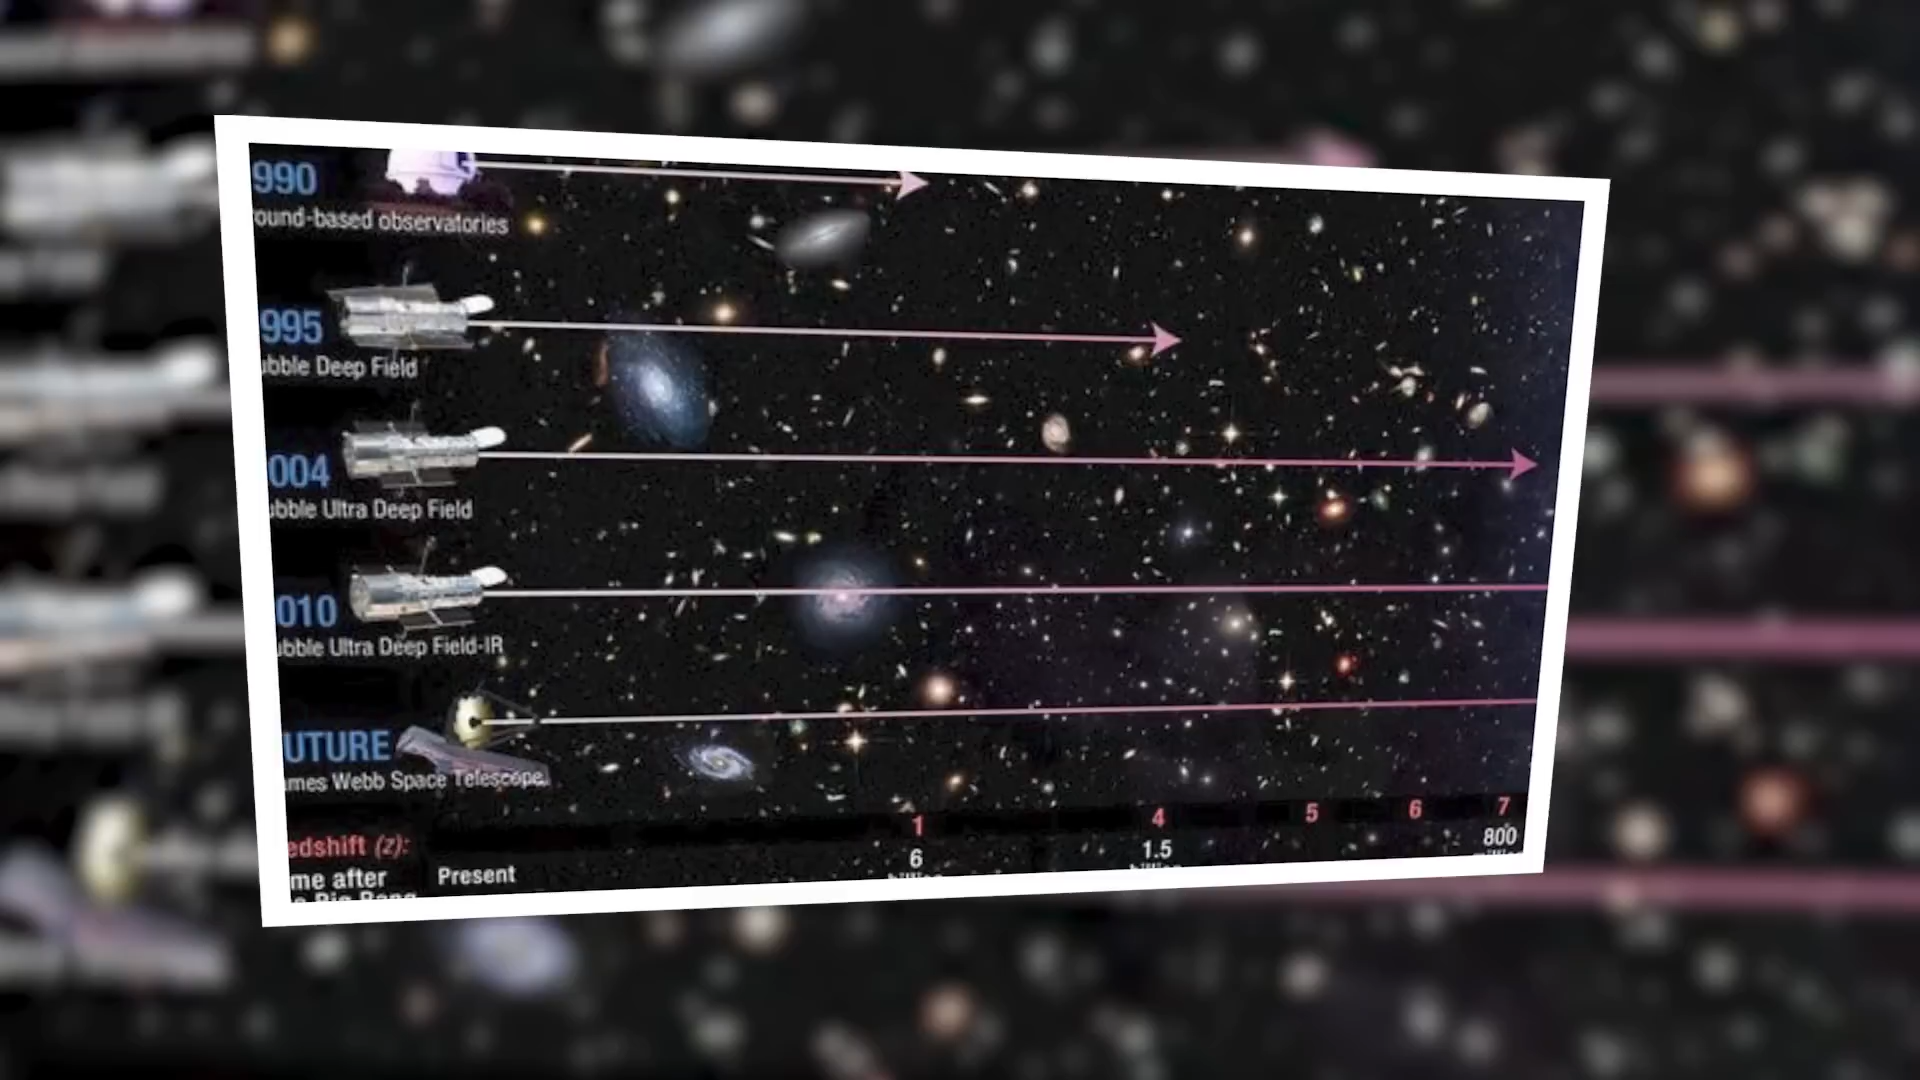 990
round-based observatories
995
ubble Deep Field
004
ubble Ultra Deep Field
010
ubble Ultra Deep Field-IR
UTURE
ames Webb Space Telescope
edshift (z): 1 4 5 6 7
me after Present 6 1.5 800